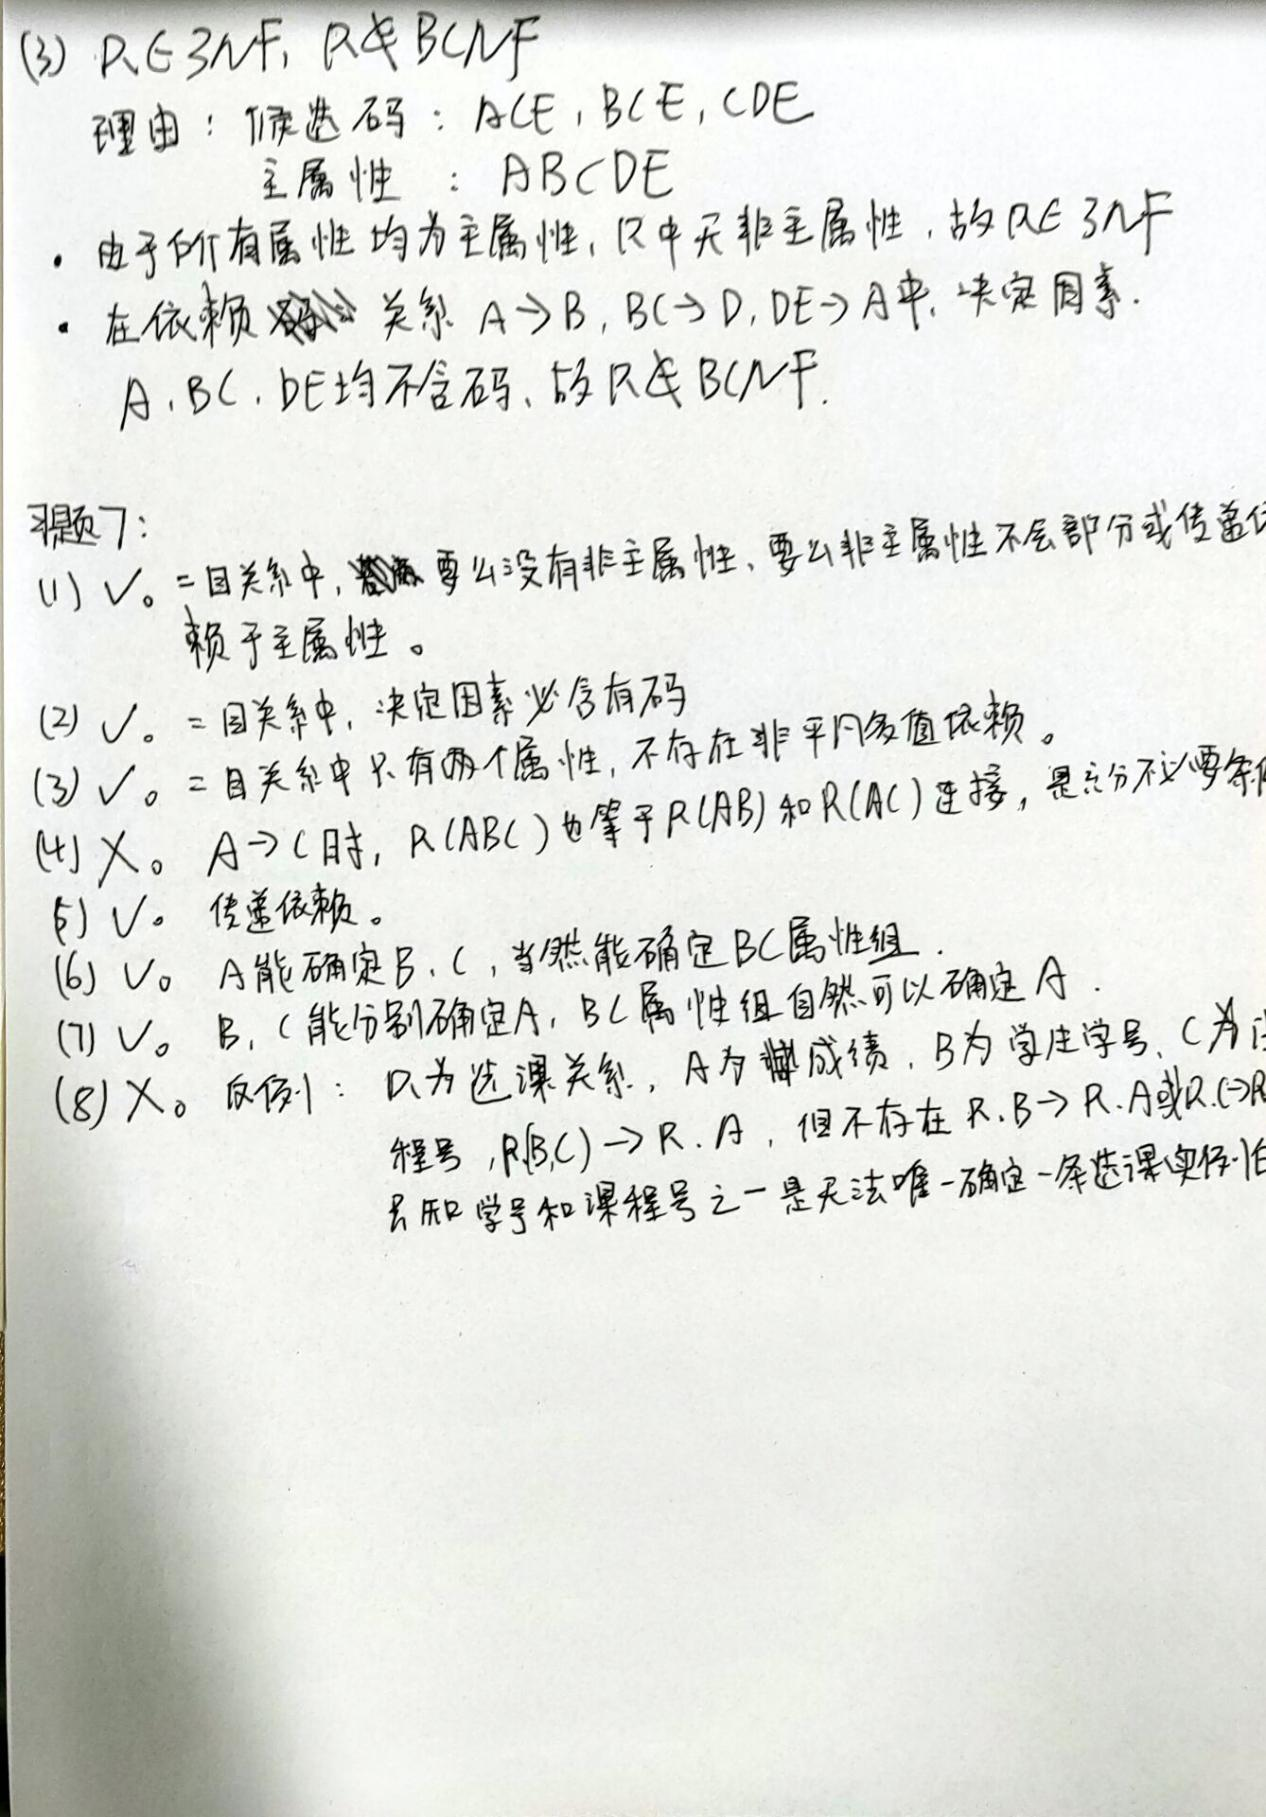 (3) R∈3NF, R∉BCNF
理由: 候选码: ACE, BCE, CDE
主属性 : ABCDE
· 由于所有属性均为主属性, R中无非主属性, 故R∈3NF
· 在依赖 关系 A→B, BC→D, DE→A中, 决定因素.
A, BC, DE均不含码, 故R∉BCNF.
习题7:
(1) √。二目关系中, 要么没有非主属性、要么非主属性不会部分或传递依
赖于主属性。
(2) √。二目关系中, 决定因素必含有码
(3) √。二目关系中只有两个属性, 不存在非平凡多值依赖。
(4) X。A→C时, R(ABC)也等于R(AB)和R(AC)连接, 是充分不必要条件
(5) √。传递依赖。
(6) √。A能确定B, C, 当然能确定BC属性组.
(7) √。B, C能分别确定A, BC属性组自然可以确定A.
(8) X。反例: R为选课关系, A为 成绩, B为学生学号、C为课
程号, R(B,C)→R.A, 但不存在R.B→R.A或R.C→R
只知学号和课程号之一是无法唯一确定一条选课实例